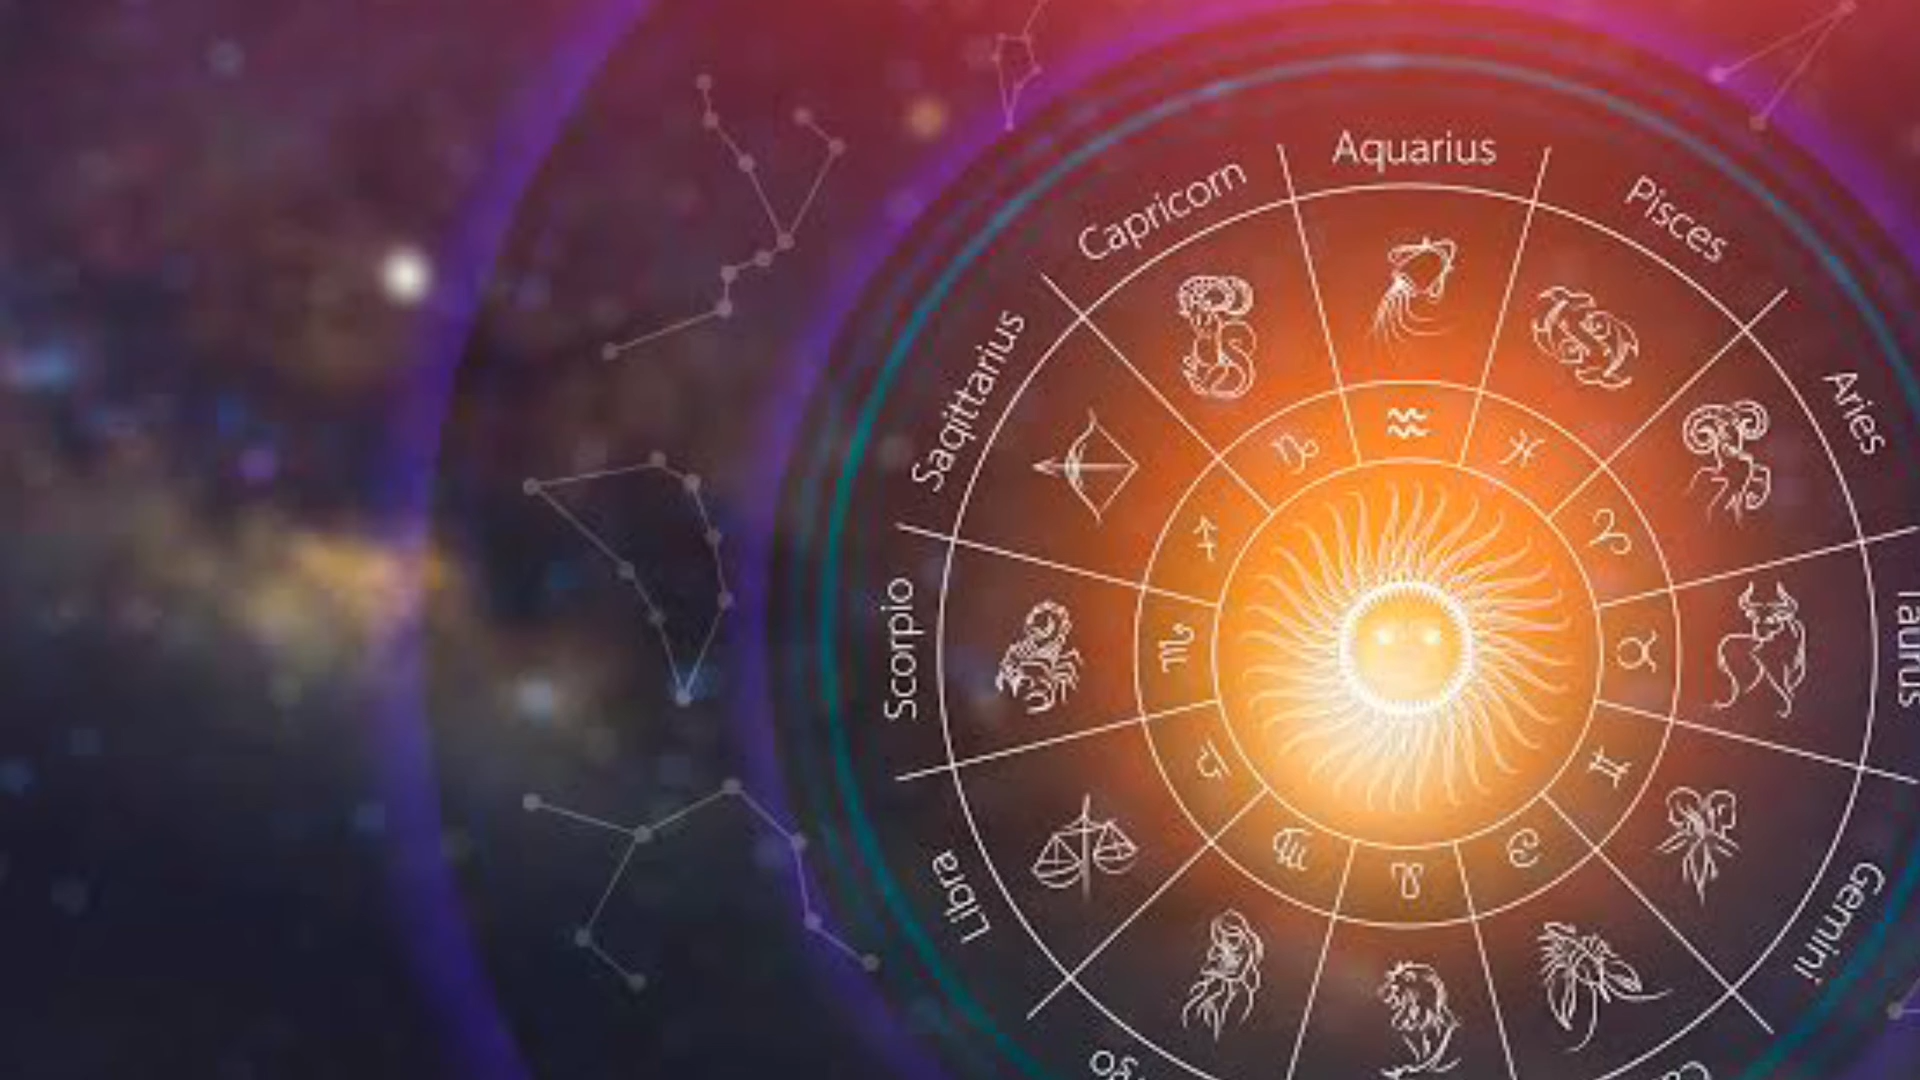 Aquarius
Pisces
Aries
Taurus
Gemini
Libra
Scorpio
Sagittarius
Capricorn